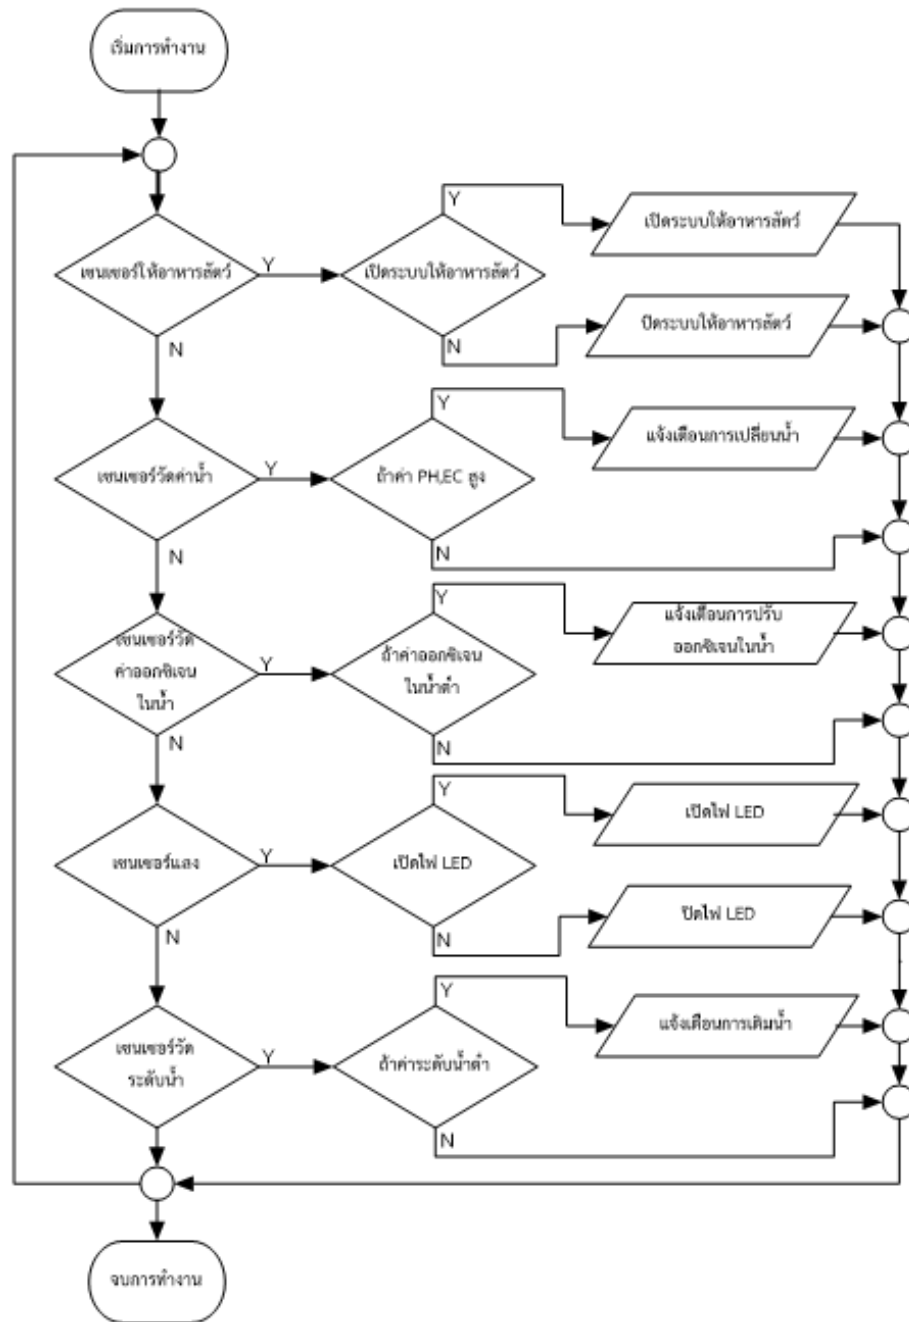 เริ่มการทำงาน
Y
เปิดระบบให้อาหารสัตว์
เซนเซอร์ให้อาหารสัตว์
Y
เปิดระบบให้อาหารสัตว์
ปิดระบบให้อาหารสัตว์
N
N
Y
แจ้งเตือนการเปลี่ยนน้ำ
เซนเซอร์วัดค่าน้ำ
Y
ถ้าค่า PH,EC สูง
N
N
Y
แจ้งเตือนการปรับ
ออกซิเจนในน้ำ
เซนเซอร์วัด
ค่าออกซิเจน
ในน้ำ
Y
ถ้าค่าออกซิเจน
ในน้ำต่ำ
N
N
Y
เปิดไฟ LED
เซนเซอร์แสง
Y
เปิดไฟ LED
ปิดไฟ LED
N
N
Y
แจ้งเตือนการเติมน้ำ
เซนเซอร์วัด
ระดับน้ำ
Y
ถ้าค่าระดับน้ำต่ำ
N
จบการทำงาน